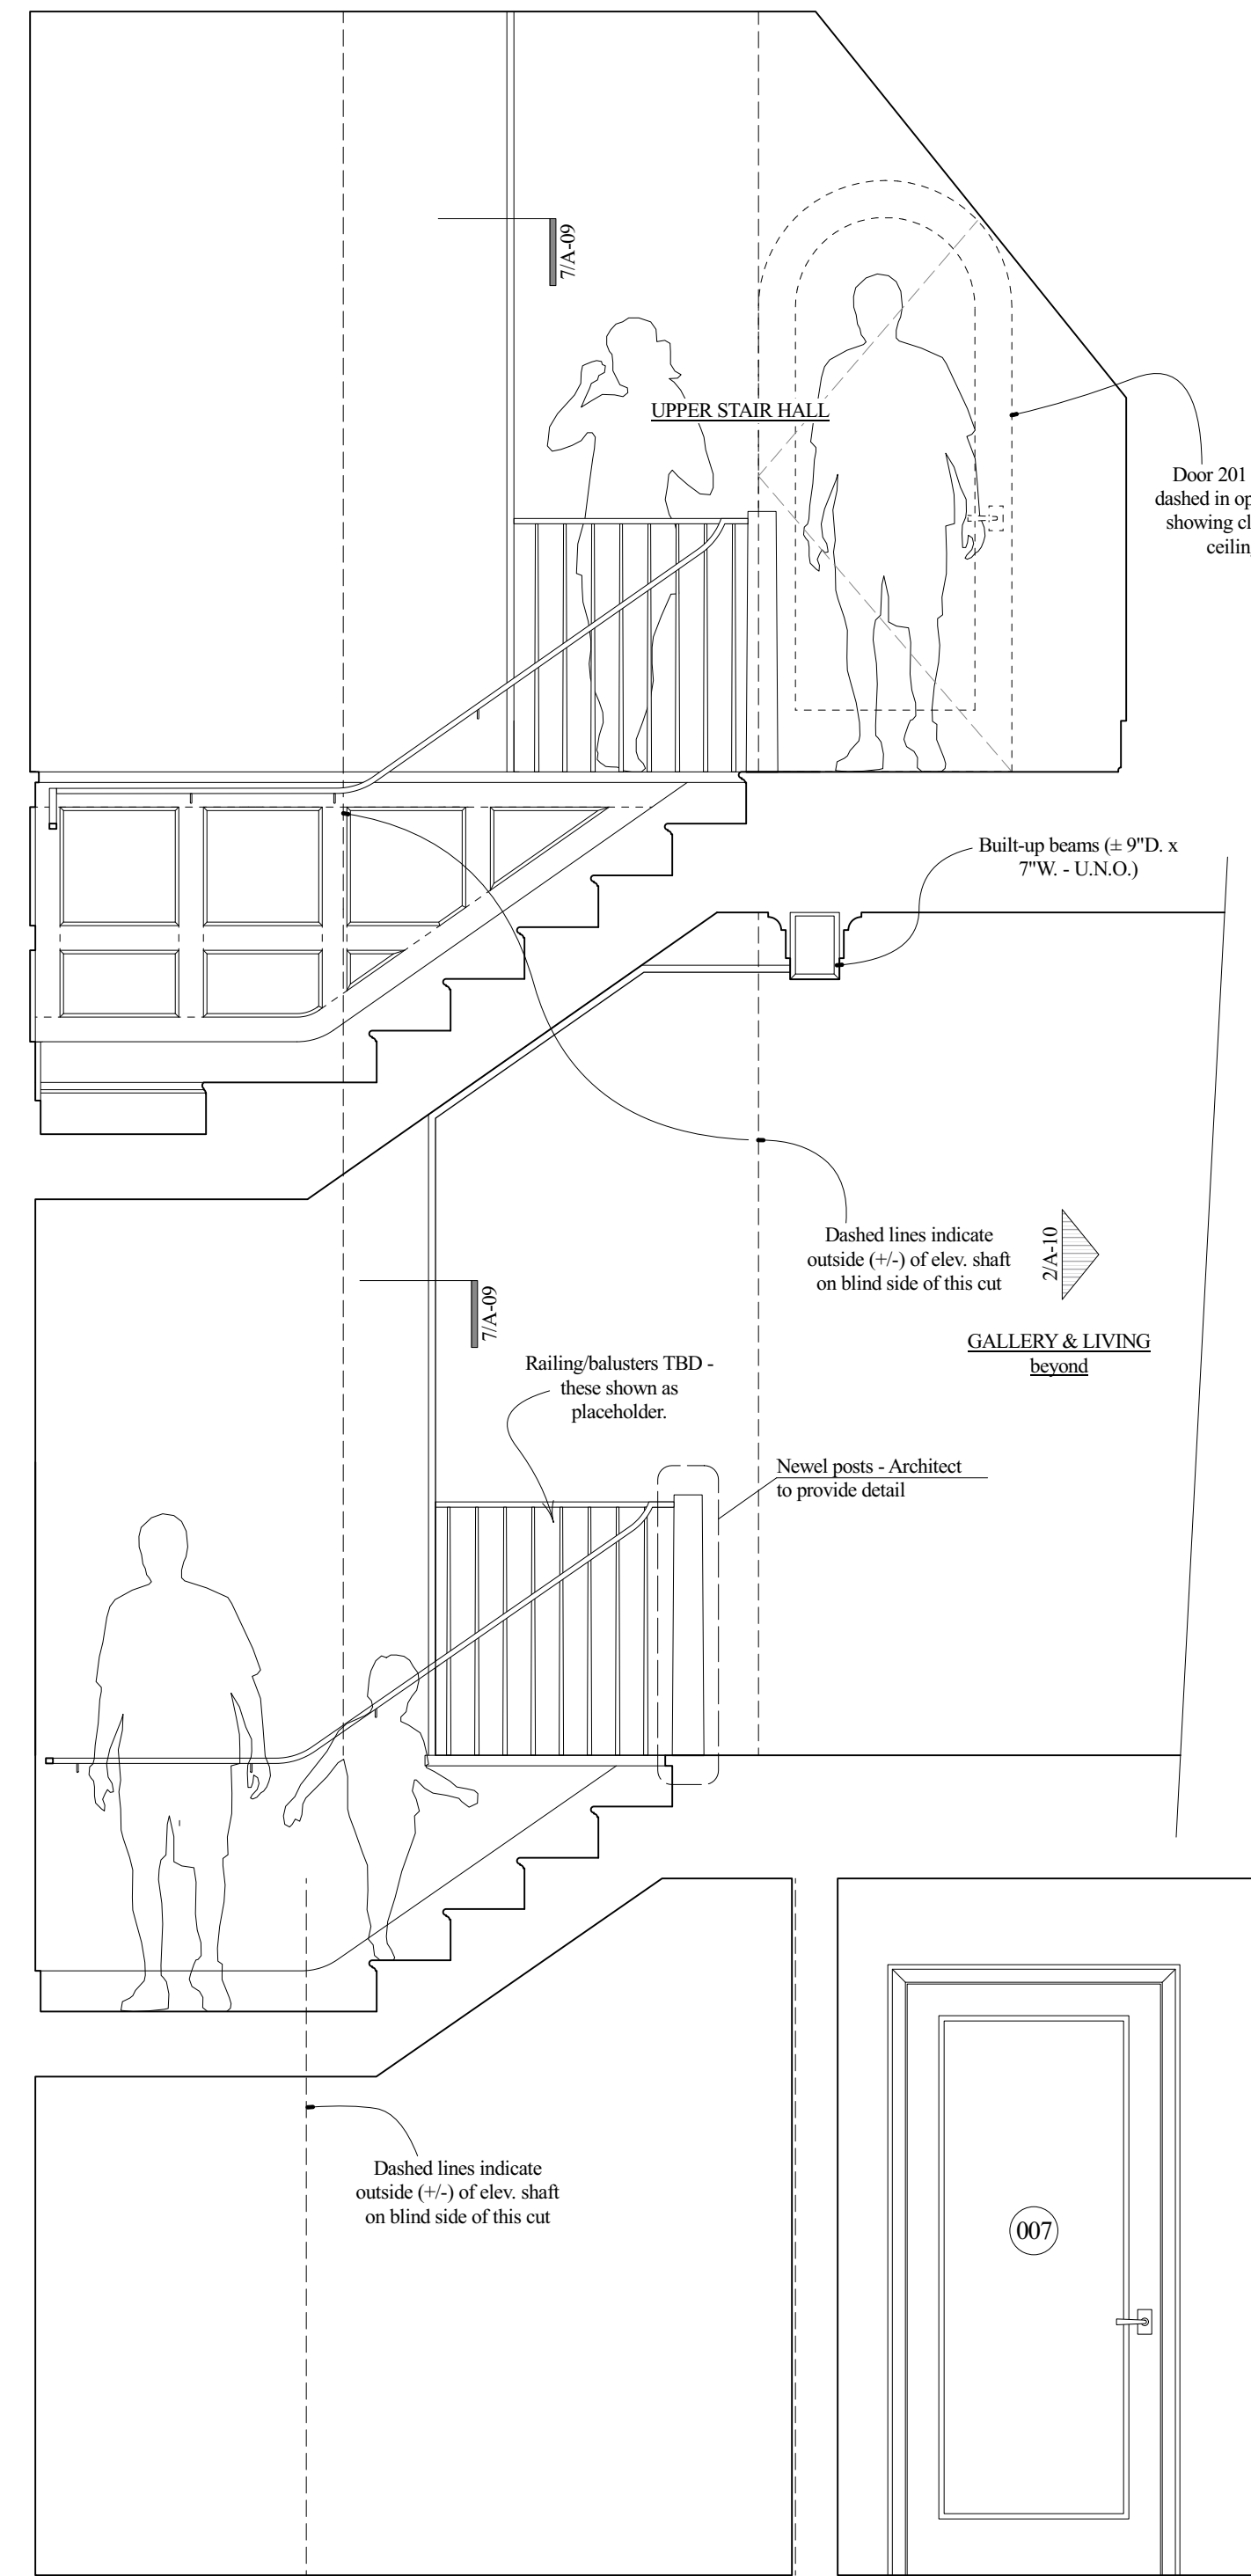 7/A-09
UPPER STAIR HALL
Door 201
dashed in
showing
Built-up beams (± 9"D. x
7"W. - U.N.O.)
Dashed lines indicate
outside (+/-) of elev. shaft
on blind side of this cut
2/A-10
GALLERY & LIVING
beyond
7/A-09
Railing/balusters TBD -
these shown as
placeholder.
Newel posts - Architect
to provide detail
Dashed lines indicate
outside (+/-) of elev. shaft
on blind side of this cut
007